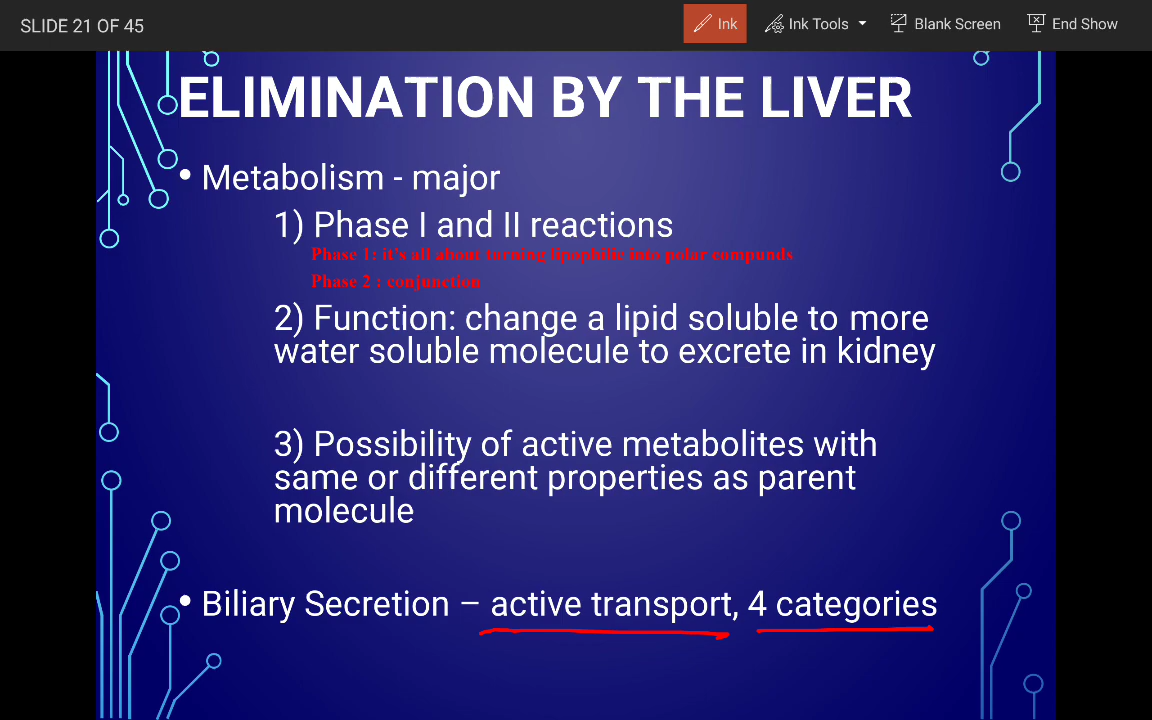 SLIDE 21 OF 45
Ink
Ink Tools
Blank Screen
End Show
ELIMINATION BY THE LIVER
• Metabolism - major
1) Phase I and II reactions
Phase 1: it's all about turning lipophilic into polar compunds
Phase 2 : conjunction
2) Function: change a lipid soluble to more
water soluble molecule to excrete in kidney
3) Possibility of active metabolites with
same or different properties as parent
molecule
• Biliary Secretion – active transport, 4 categories